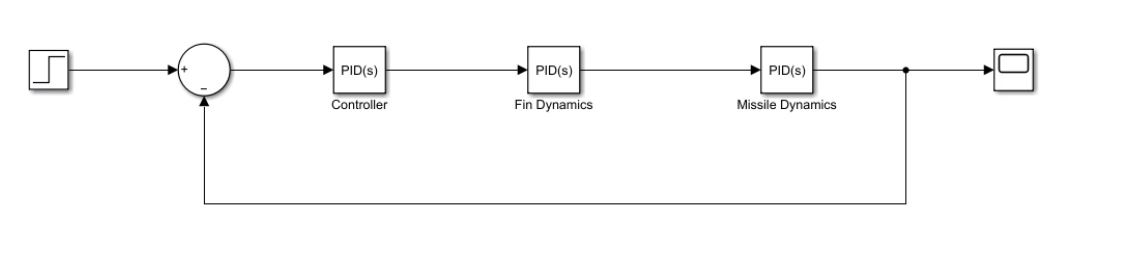 +
−
PID(s)
Controller
PID(s)
Fin Dynamics
PID(s)
Missile Dynamics